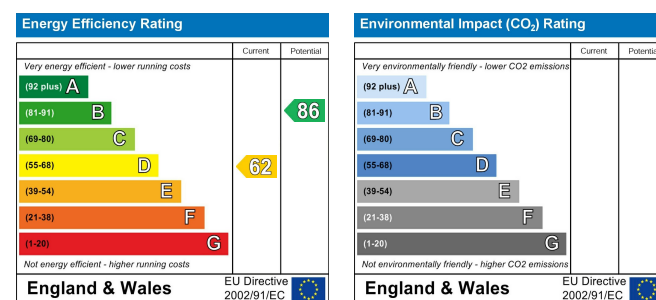 Energy Efficiency Rating
Current Potential
Very energy efficient - lower running costs
(92 plus) A
(81-91) B
86
(69-80) C
(55-68) D
62
(39-54) E
(21-38) F
(1-20) G
Not energy efficient - higher running costs
England & Wales
EU Directive
2002/91/EC
Environmental Impact (CO₂) Rating
Current Potentia
Very environmentally friendly - lower CO2 emissions
(92 plus) A
(81-91) B
(69-80) C
(55-68) D
(39-54) E
(21-38) F
(1-20) G
Not environmentally friendly - higher CO2 emissions
England & Wales
EU Directive
2002/91/EC